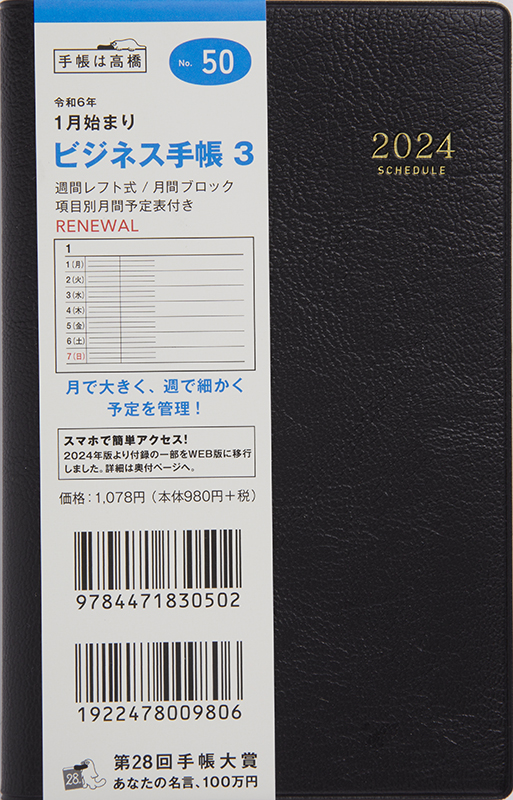 手帳は高橋
No. 50
令和6年
1月始まり
ビジネス手帳 3
週間レフト式 / 月間ブロック
項目別月間予定表付き
RENEWAL
1
1(月)
2(火)
3(水)
4(木)
5(金)
6(土)
7(日)
月で大きく、週で細かく
予定を管理！
スマホで簡単アクセス!
2024年版より付録の一部をWEB版に移行
しました。詳細は奥付ページへ。
価格：1,078円（本体980円＋税）
9784471830502
1922478009806
28
第28回手帳大賞
あなたの名言、100万円
2024
SCHEDULE